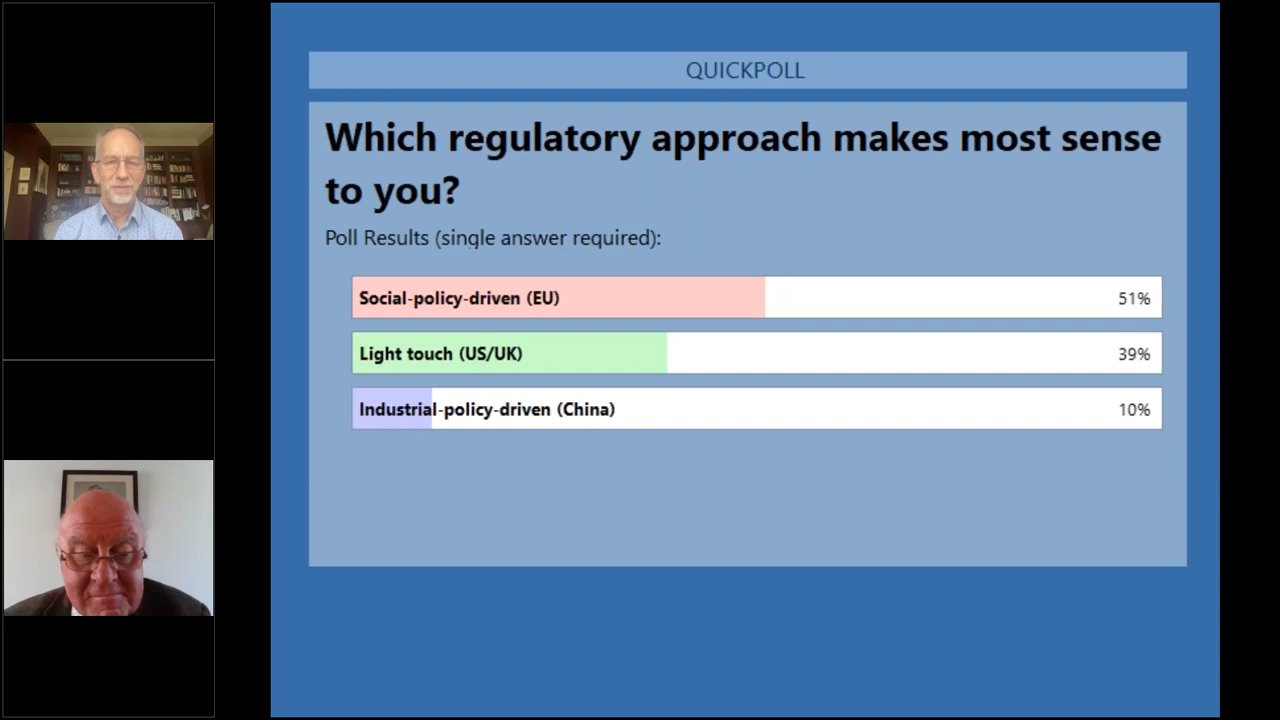 QUICKPOLL
Which regulatory approach makes most sense
to you?
Poll Results (single answer required):
Social-policy-driven (EU) 51%
Light touch (US/UK) 39%
Industrial-policy-driven (China) 10%